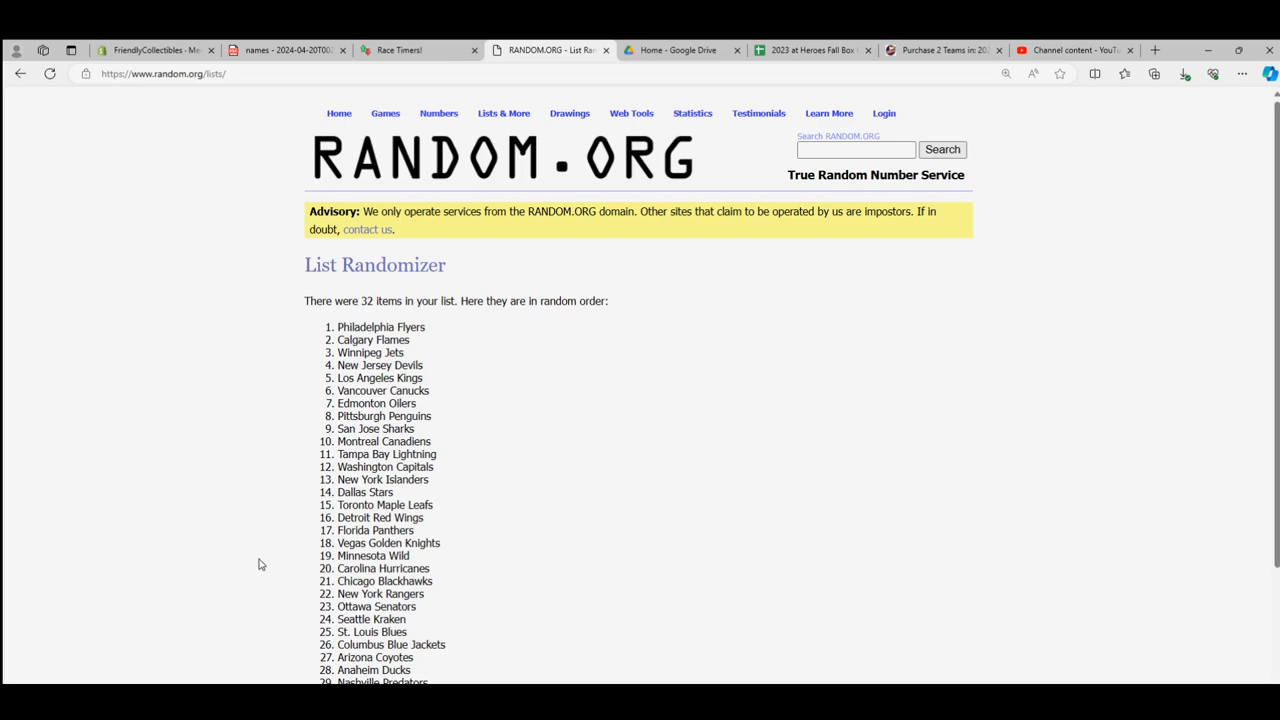 FriendlyCollectibles - Me
names - 2024-04-20T00
Race Timers!
RANDOM.ORG - List Ran
Home - Google Drive
2023 at Heroes Fall Box
Purchase 2 Teams in: 202
Channel content - YouTu
https://www.random.org/lists/
Home Games Numbers Lists & More Drawings Web Tools Statistics Testimonials Learn More Login
RANDOM.ORG
Search RANDOM.ORG
Search
True Random Number Service
Advisory: We only operate services from the RANDOM.ORG domain. Other sites that claim to be operated by us are impostors. If in
doubt, contact us.
List Randomizer
There were 32 items in your list. Here they are in random order:
1. Philadelphia Flyers
2. Calgary Flames
3. Winnipeg Jets
4. New Jersey Devils
5. Los Angeles Kings
6. Vancouver Canucks
7. Edmonton Oilers
8. Pittsburgh Penguins
9. San Jose Sharks
10. Montreal Canadiens
11. Tampa Bay Lightning
12. Washington Capitals
13. New York Islanders
14. Dallas Stars
15. Toronto Maple Leafs
16. Detroit Red Wings
17. Florida Panthers
18. Vegas Golden Knights
19. Minnesota Wild
20. Carolina Hurricanes
21. Chicago Blackhawks
22. New York Rangers
23. Ottawa Senators
24. Seattle Kraken
25. St. Louis Blues
26. Columbus Blue Jackets
27. Arizona Coyotes
28. Anaheim Ducks
29. Nashville Predators